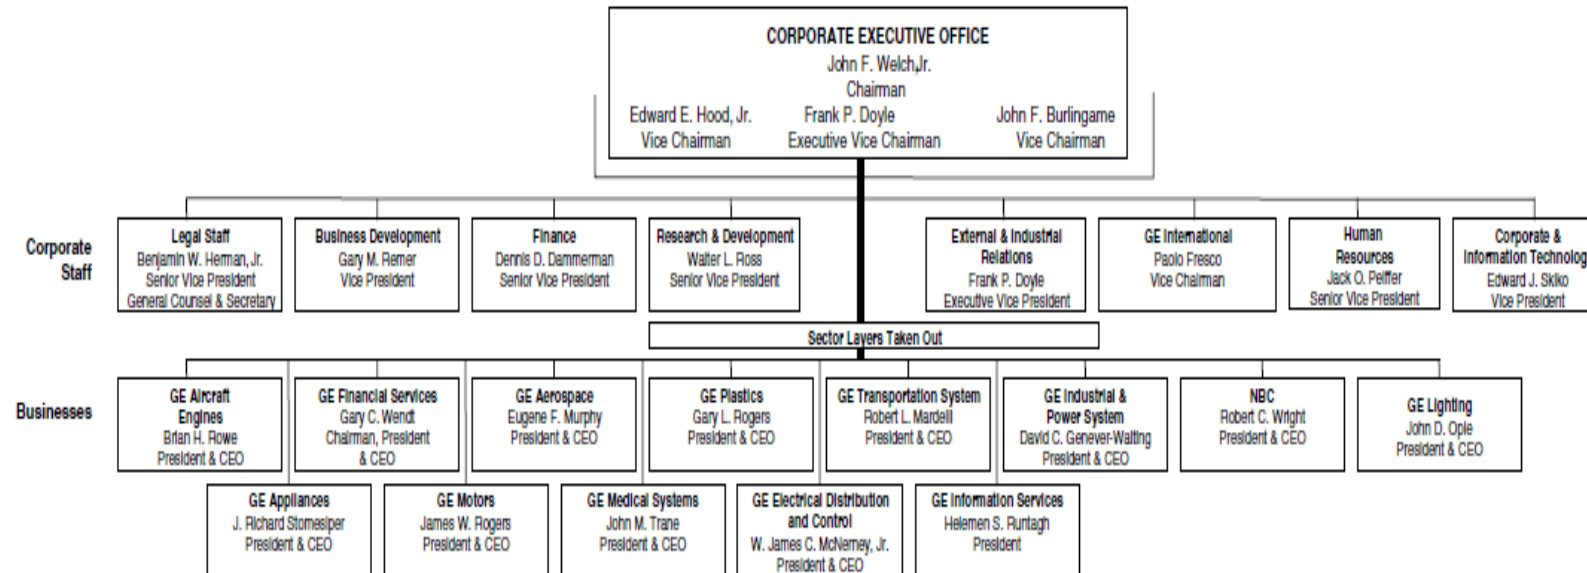 CORPORATE EXECUTIVE OFFICE
John F. Welch,Jr.
Chairman
Edward E. Hood, Jr.
Vice Chairman
Frank P. Doyle
Executive Vice Chairman
John F. Burlingame
Vice Chairman
Corporate
Staff
Legal Staff
Benjamin W. Herman, Jr.
Senior Vice President
General Counsel & Secretary
Business Development
Gary M. Remer
Vice President
Finance
Dennis D. Dammerman
Senior Vice President
Research & Development
Walter L. Ross
Senior Vice President
External & Industrial
Relations
Frank P. Doyle
Executive Vice President
GE International
Paolo Fresco
Vice Chairman
Human
Resources
Jack O. Peiffer
Senior Vice President
Corporate &
Information Technolog
Edward J. Skiko
Vice President
Sector Layers Taken Out
Businesses
GE Aircraft
Engines
Brian H. Rowe
President & CEO
GE Financial Services
Gary C. Wendt
Chairman, President
& CEO
GE Aerospace
Eugene F. Murphy
President & CEO
GE Plastics
Gary L. Rogers
President & CEO
GE Transportation System
Robert L. Mardell
President & CEO
GE Industrial &
Power System
David C. Genever-Watting
President & CEO
NBC
Robert C. Wright
President & CEO
GE Lighting
John D. Opie
President & CEO
GE Appliances
J. Richard Stomesiper
President & CEO
GE Motors
James W. Rogers
President & CEO
GE Medical Systems
John M. Trane
President & CEO
GE Electrical Distribution
and Control
W. James C. McNerney, Jr.
President & CEO
GE Information Services
Helemen S. Runtagh
President